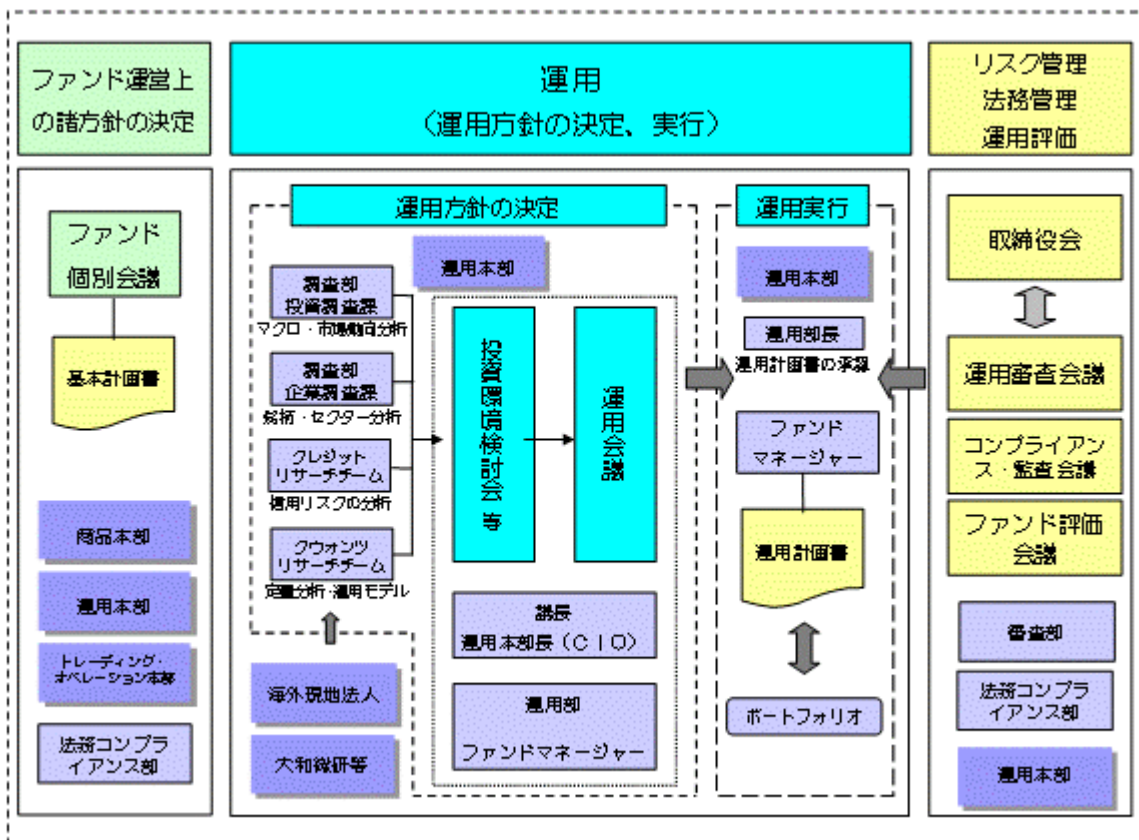 ファンド運営上
の諸方針の決定
運用
（運用方針の決定、実行）
リスク管理
法務管理
運用評価
ファンド
個別会議
基本計画書
商品本部
運用本部
トレーディング・
オペレーション本部
法務コンプラ
イアンス部
運用方針の決定
運用本部
調査部
投資調査課
マクロ・市場動向分析
調査部
企業調査課
銘柄・セクター分析
クレジット
リサーチチーム
信用リスクの分析
クウォンツ
リサーチチーム
定量分析・運用モデル
海外現地法人
大和総研等
投資環境検討会 等
運用会議
議長
運用本部長（ＣＩＯ）
運用部
ファンドマネージャー
運用実行
運用本部
運用部長
運用計画書の承認
ファンド
マネージャー
運用計画書
ポートフォリオ
取締役会
運用審査会議
コンプライアン
ス・監査会議
ファンド評価
会議
審査部
法務コンプラ
イアンス部
運用本部